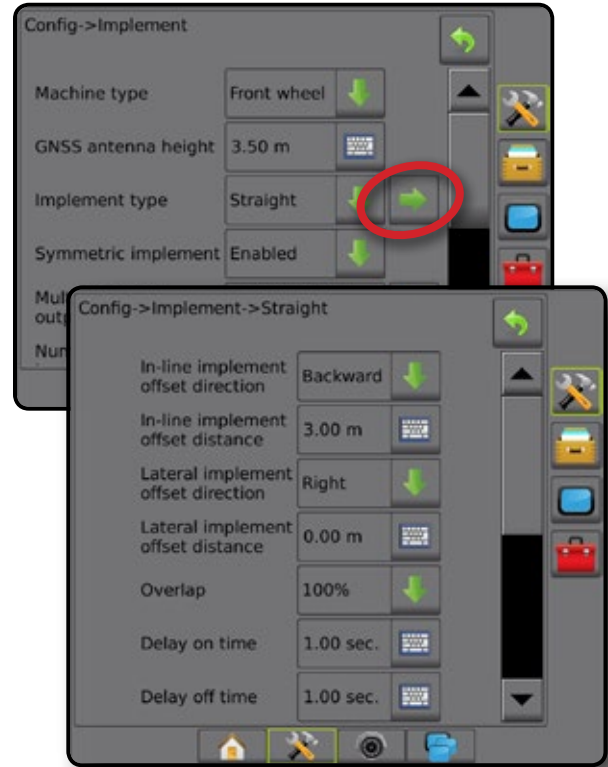 Config->Implement
Machine type Front wheel
GNSS antenna height 3.50 m
Implement type Straight
Symmetric implement Enabled
Config->Implement->Straight
In-line implement
offset direction Backward
In-line implement
offset distance 3.00 m
Lateral implement
offset direction Right
Lateral implement
offset distance 0.00 m
Overlap 100%
Delay on time 1.00 sec.
Delay off time 1.00 sec.